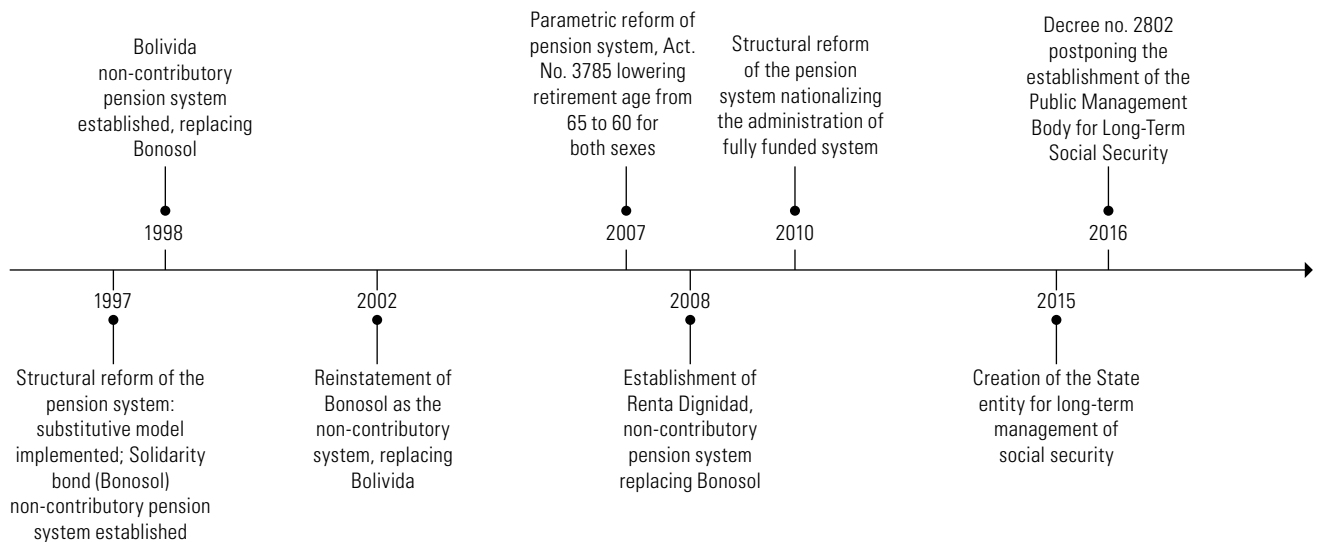 Bolivida
non-contributory
pension system
established, replacing
Bonosol
1998
Parametric reform of
pension system, Act.
No. 3785 lowering
retirement age from
65 to 60 for
both sexes
2007
Structural reform
of the pension
system nationalizing
the administration of
fully funded system
2010
Decree no. 2802
postponing the
establishment of the
Public Management
Body for Long-Term
Social Security
2016
1997
Structural reform of the
pension system:
substitutive model
implemented; Solidarity
bond (Bonosol)
non-contributory pension
system established
2002
Reinstatement of
Bonosol as the
non-contributory
system, replacing
Bolivida
2008
Establishment of
Renta Dignidad,
non-contributory
pension system
replacing Bonosol
2015
Creation of the State
entity for long-term
management of
social security